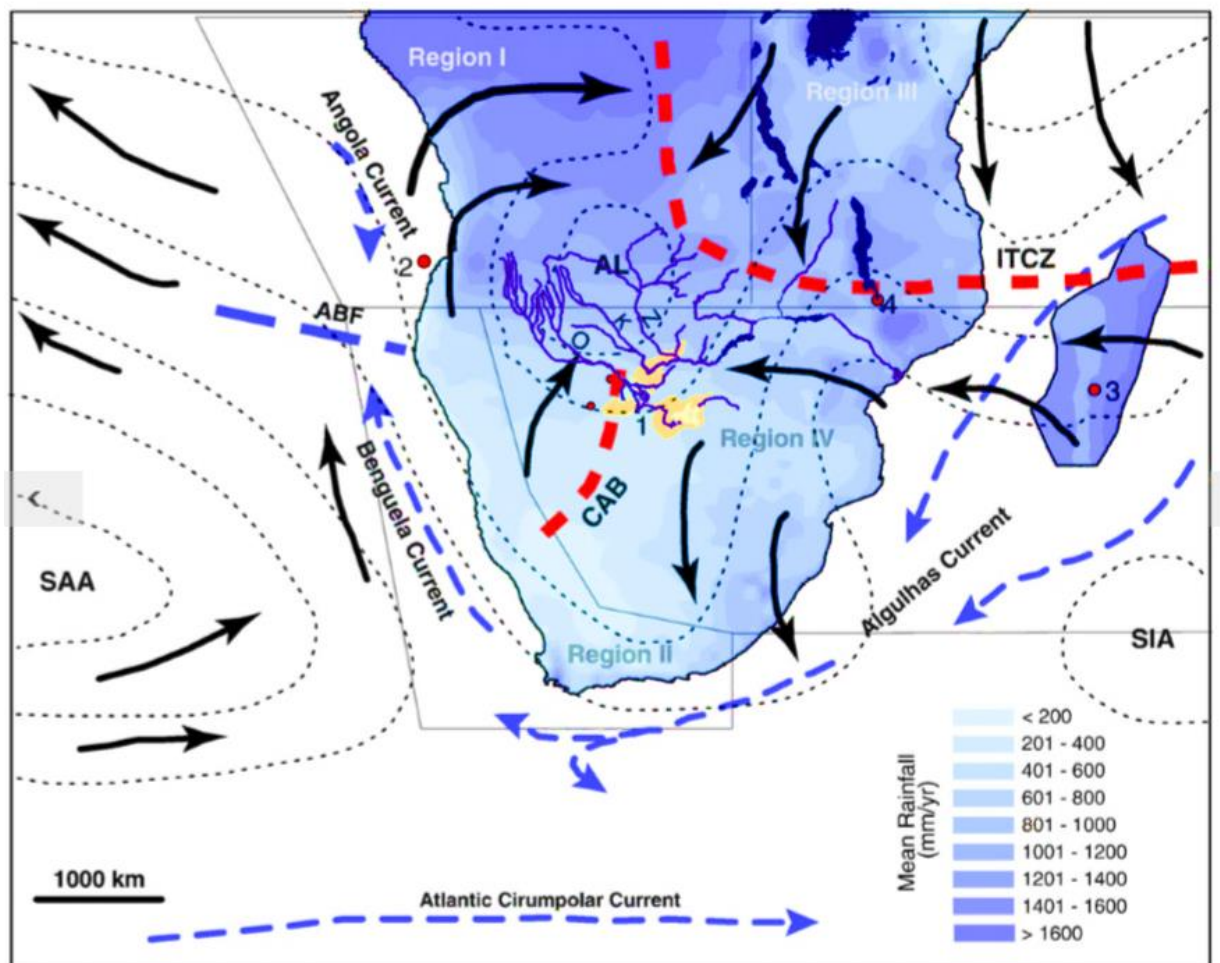 Region I
Region III
Angola Current
ITCZ
AL
2
4
ABF
K
Z
O
3
1
Region IV
CAB
Benguela Current
SAA
Algulhas Current
SIA
Region II
Mean Rainfall
(mm/yr)
< 200
201 - 400
401 - 600
601 - 800
801 - 1000
1001 - 1200
1201 - 1400
1401 - 1600
> 1600
1000 km
Atlantic Cirumpolar Current